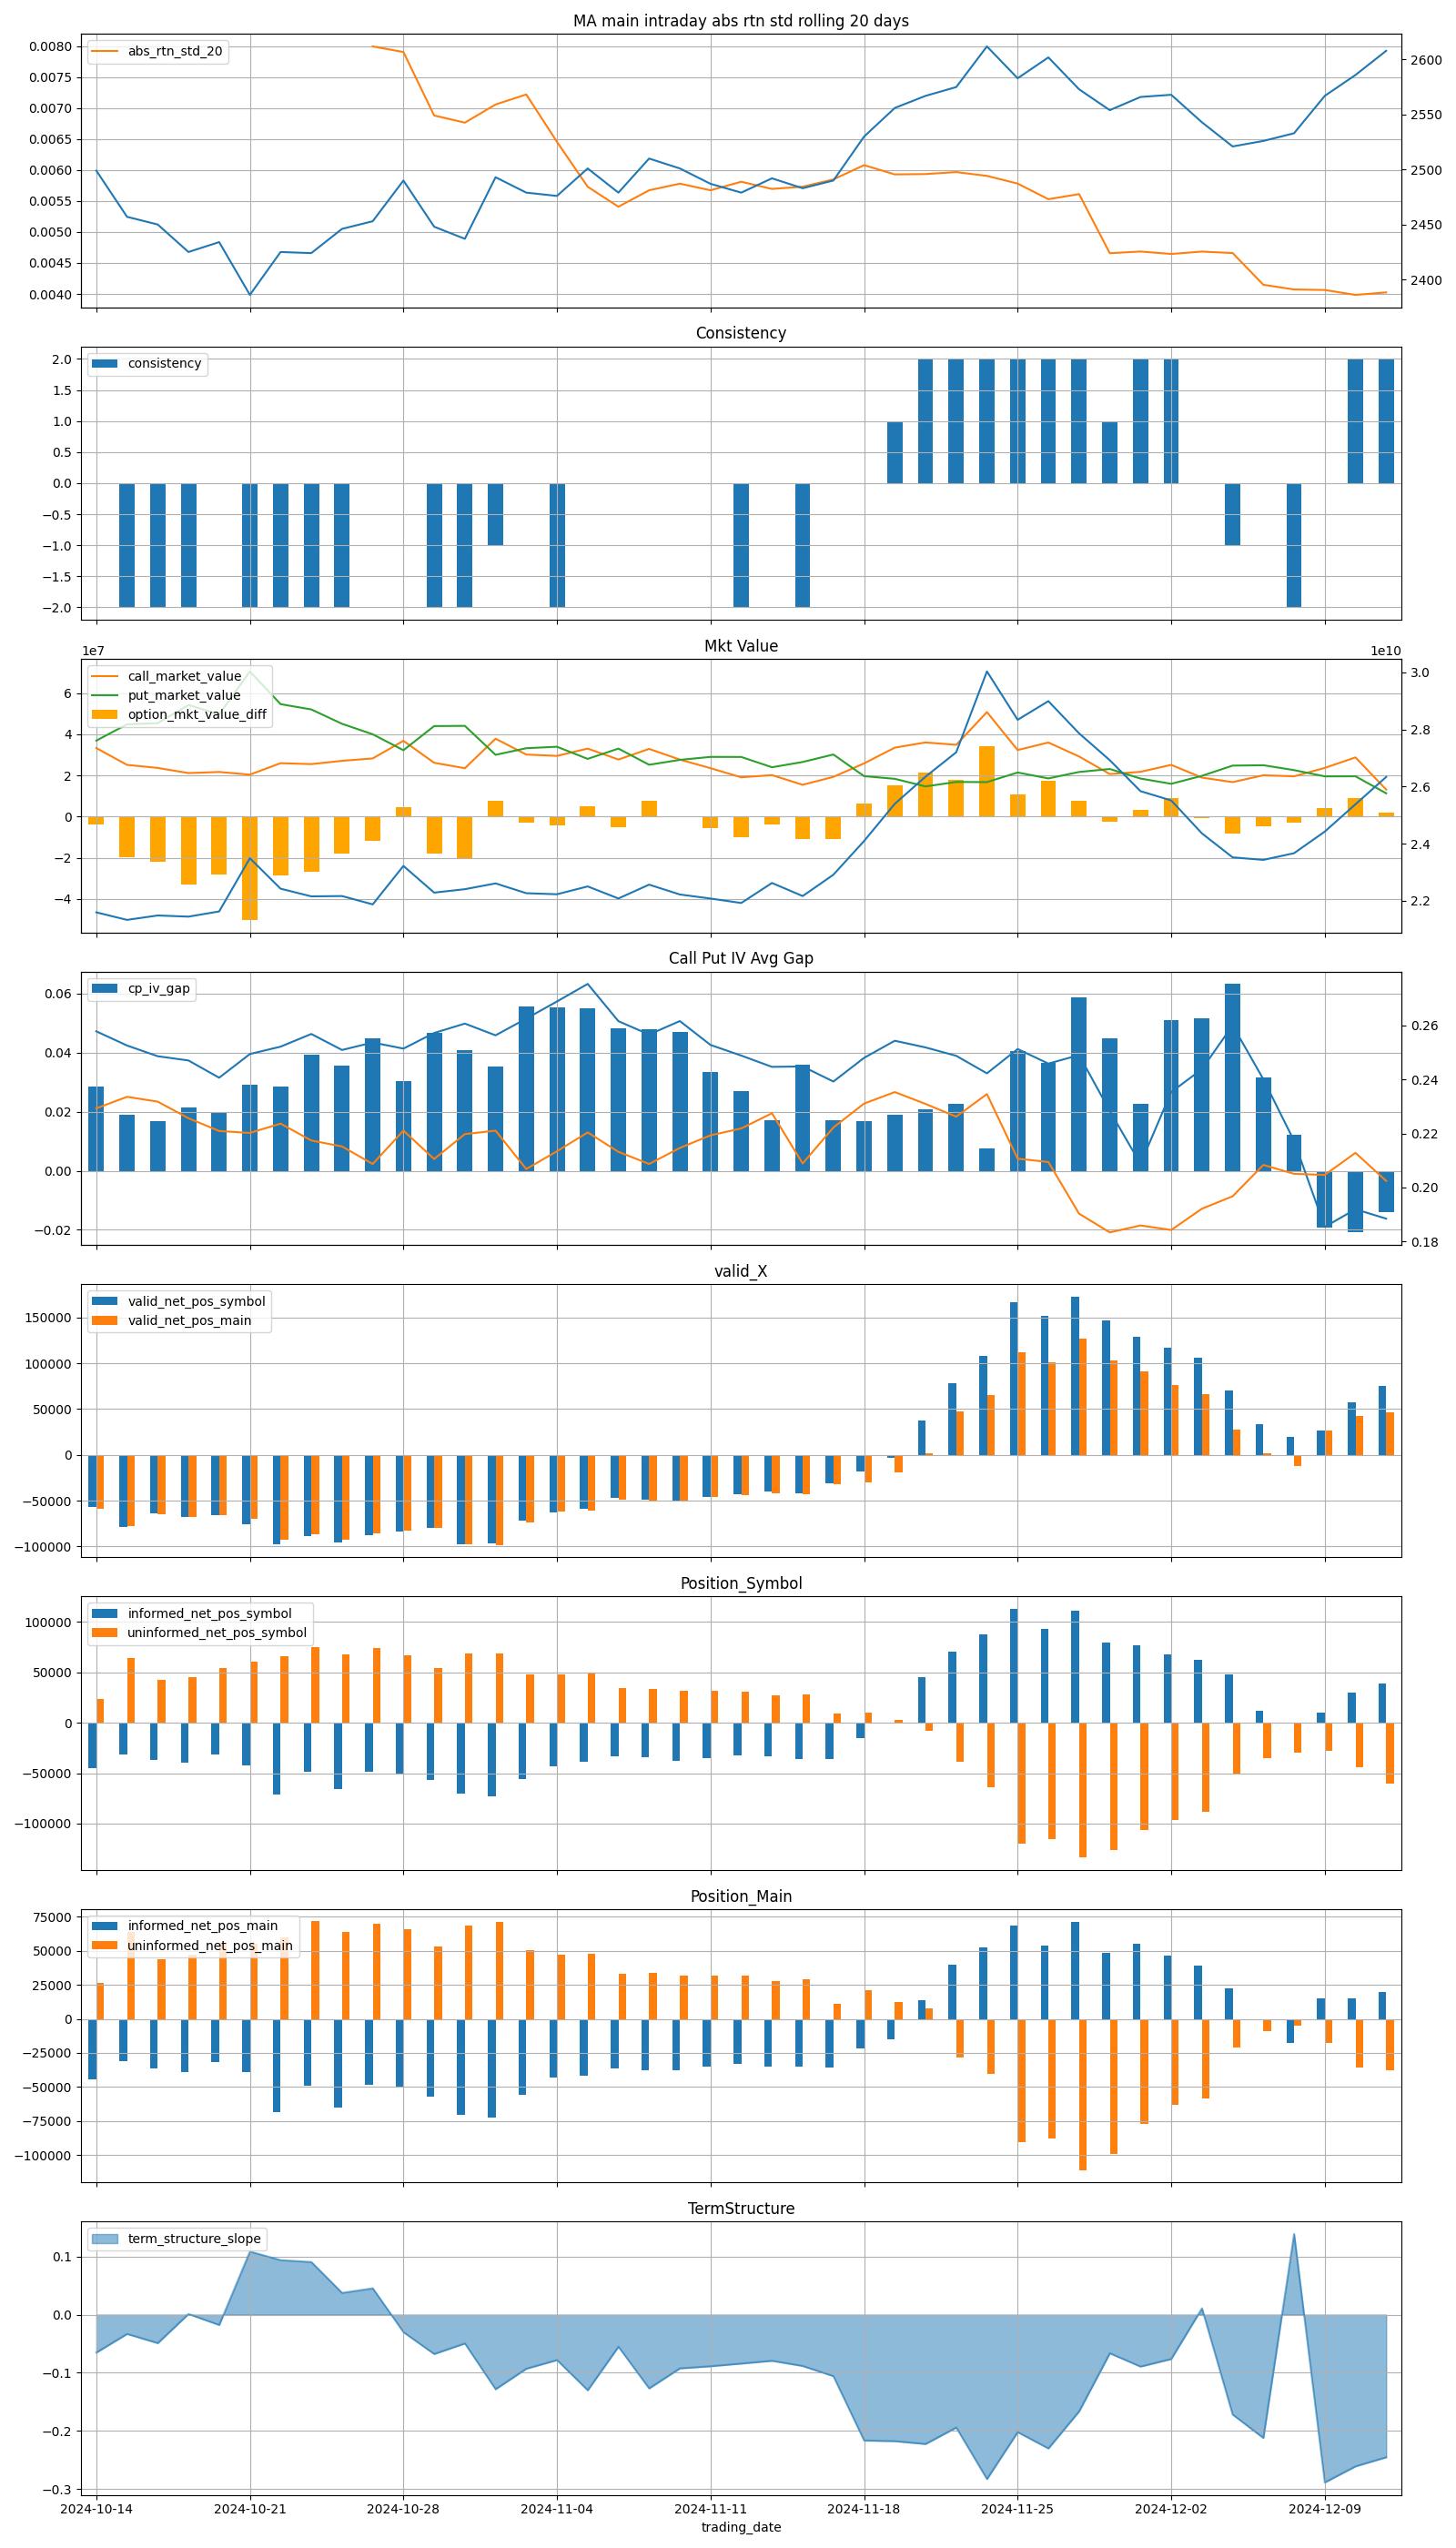 MA main intraday abs rtn std rolling 20 days
abs_rtn_std_20
0.0080
0.0075
0.0070
0.0065
0.0060
0.0055
0.0050
0.0045
0.0040
2600
2550
2500
2450
2400
Consistency
consistency
2.0
1.5
1.0
0.5
0.0
−0.5
−1.0
−1.5
−2.0
Mkt Value
1e7
1e10
call_market_value
put_market_value
option_mkt_value_diff
6
4
2
0
−2
−4
3.0
2.8
2.6
2.4
2.2
Call Put IV Avg Gap
cp_iv_gap
0.06
0.04
0.02
0.00
−0.02
0.26
0.24
0.22
0.20
0.18
valid_X
valid_net_pos_symbol
valid_net_pos_main
150000
100000
50000
0
−50000
−100000
Position_Symbol
informed_net_pos_symbol
uninformed_net_pos_symbol
100000
50000
0
−50000
−100000
Position_Main
informed_net_pos_main
uninformed_net_pos_main
75000
50000
25000
0
−25000
−50000
−75000
−100000
TermStructure
term_structure_slope
0.1
0.0
−0.1
−0.2
−0.3
2024-10-14 2024-10-21 2024-10-28 2024-11-04 2024-11-11 2024-11-18 2024-11-25 2024-12-02 2024-12-09
trading_date